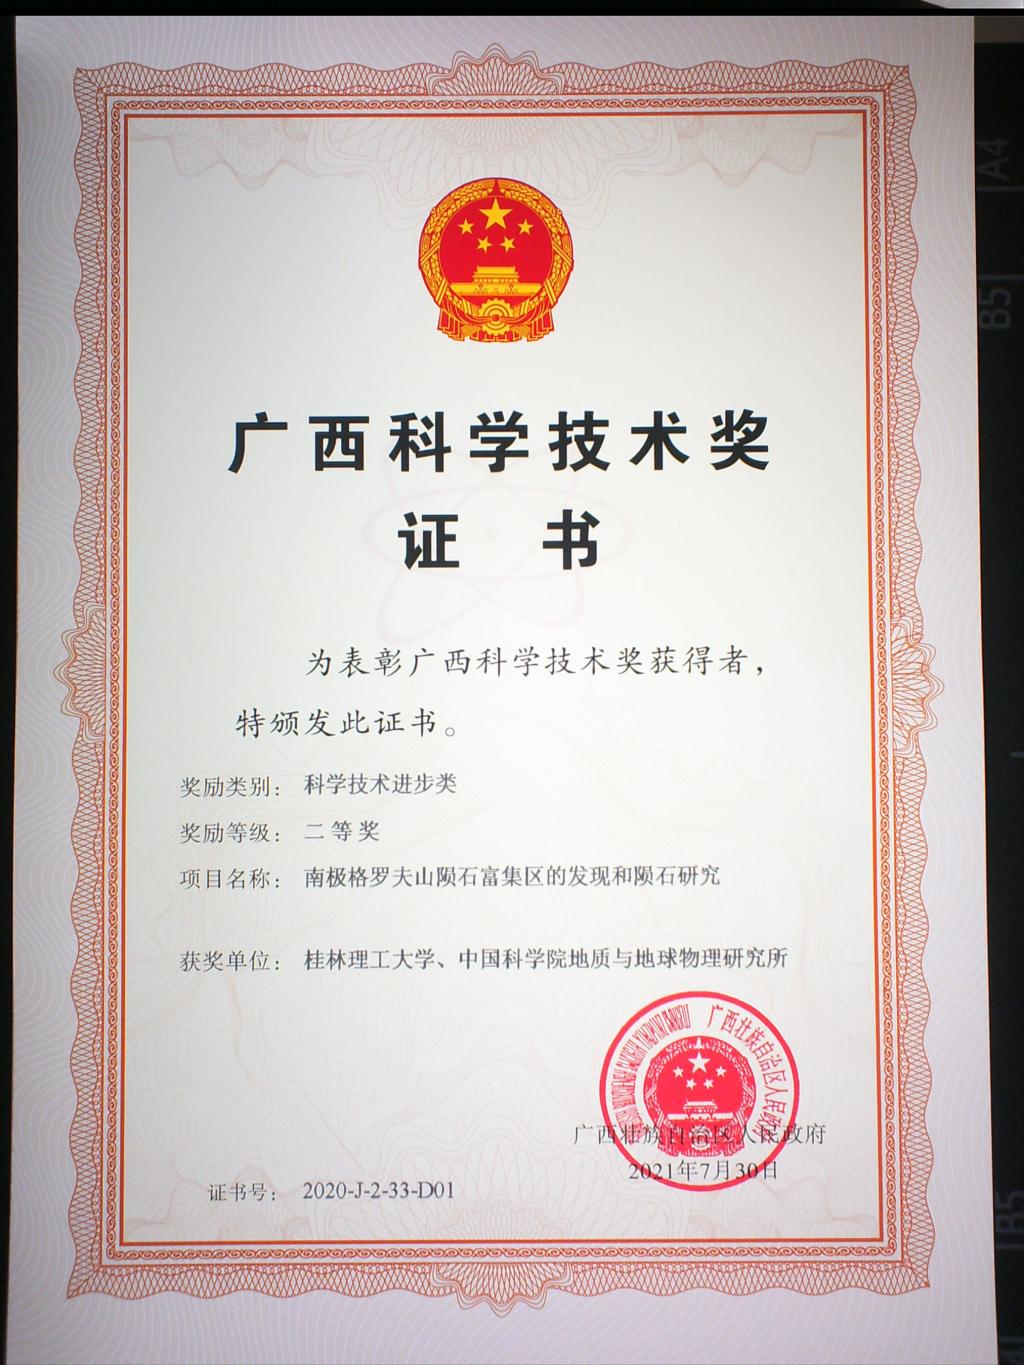 广西科学技术奖
证 书
为表彰广西科学技术奖获得者，
特颁发此证书。
奖励类别： 科学技术进步类
奖励等级： 二等奖
项目名称： 南极格罗夫山陨石富集区的发现和陨石研究
获奖单位： 桂林理工大学、中国科学院地质与地球物理研究所
广西壮族自治区人民政府
广西壮族自治区人民政府
2021年7月30日
证书号： 2020-J-2-33-D01
A4
B5
B5